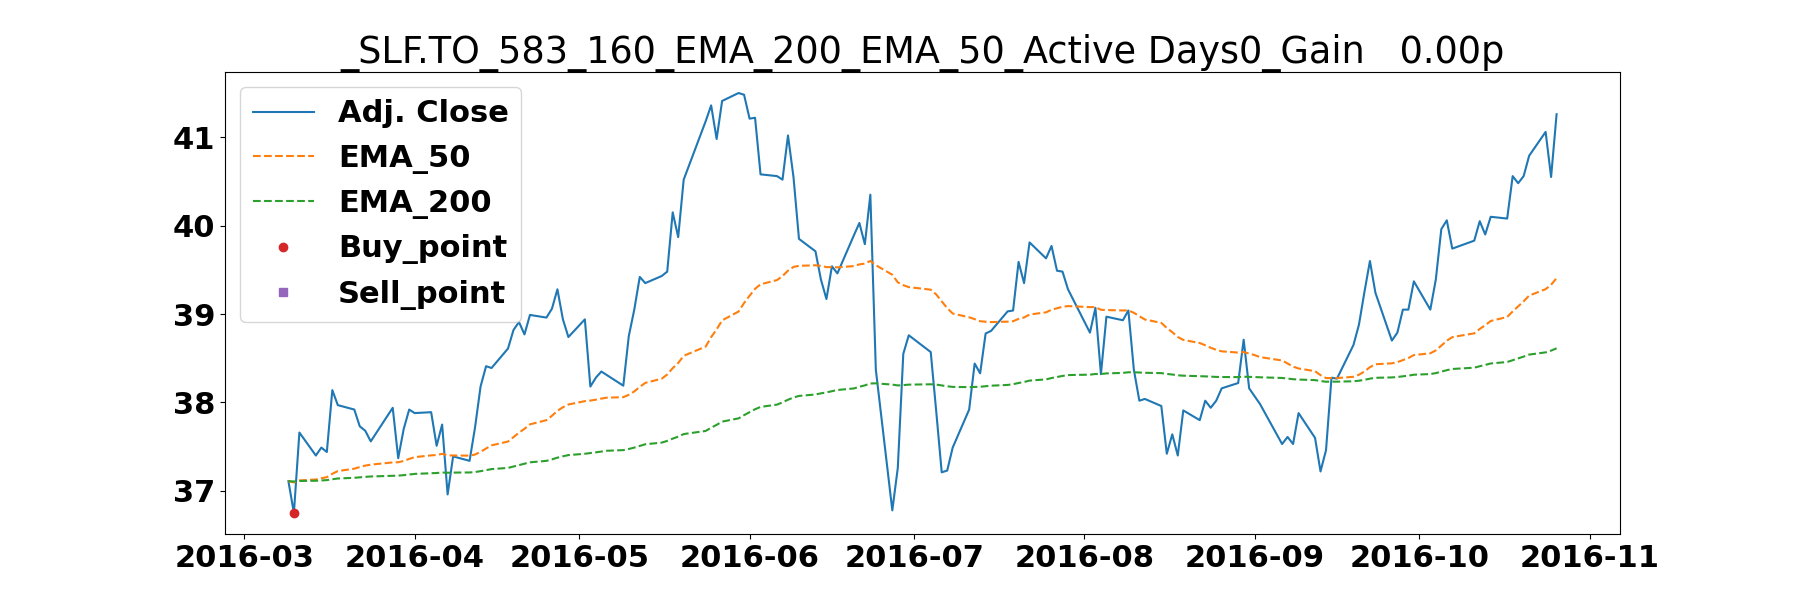 _SLF.TO_583_160_EMA_200_EMA_50_Active Days0_Gain   0.00p
Adj. Close
EMA_50
EMA_200
Buy_point
Sell_point
41
40
39
38
37
2016-03 2016-04 2016-05 2016-06 2016-07 2016-08 2016-09 2016-10 2016-11